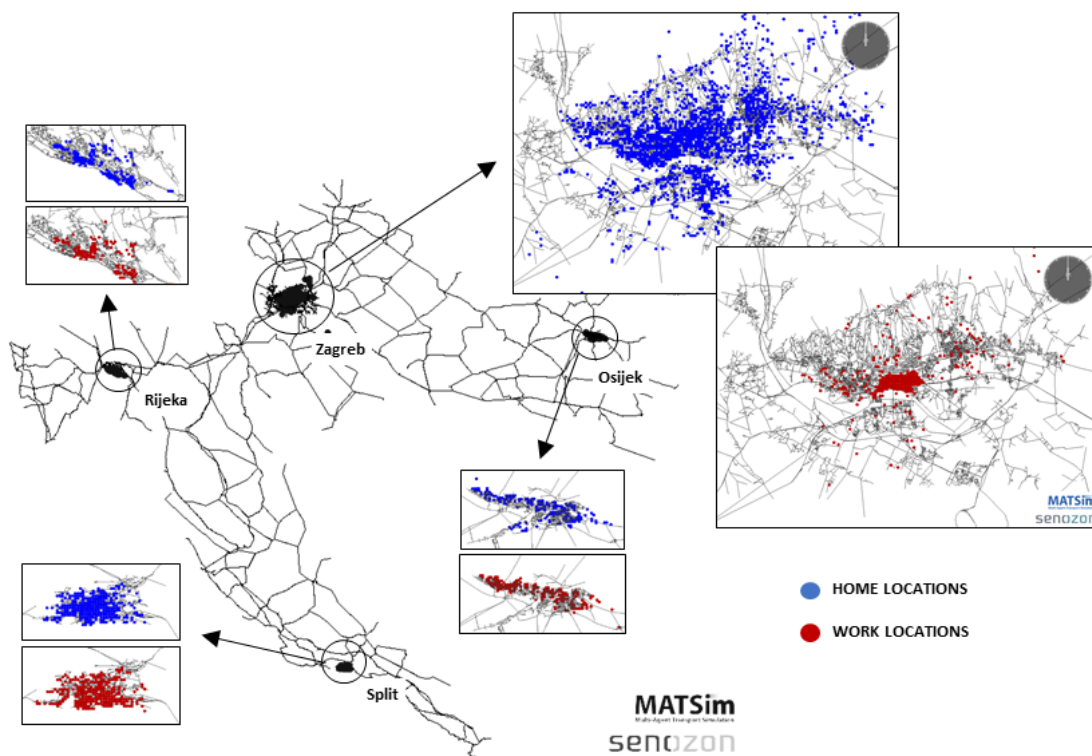 Zagreb
Osijek
Rijeka
MATSim
senozon
HOME LOCATIONS
WORK LOCATIONS
Split
MATSim
Multi-Agent Transport Simulation
senozon